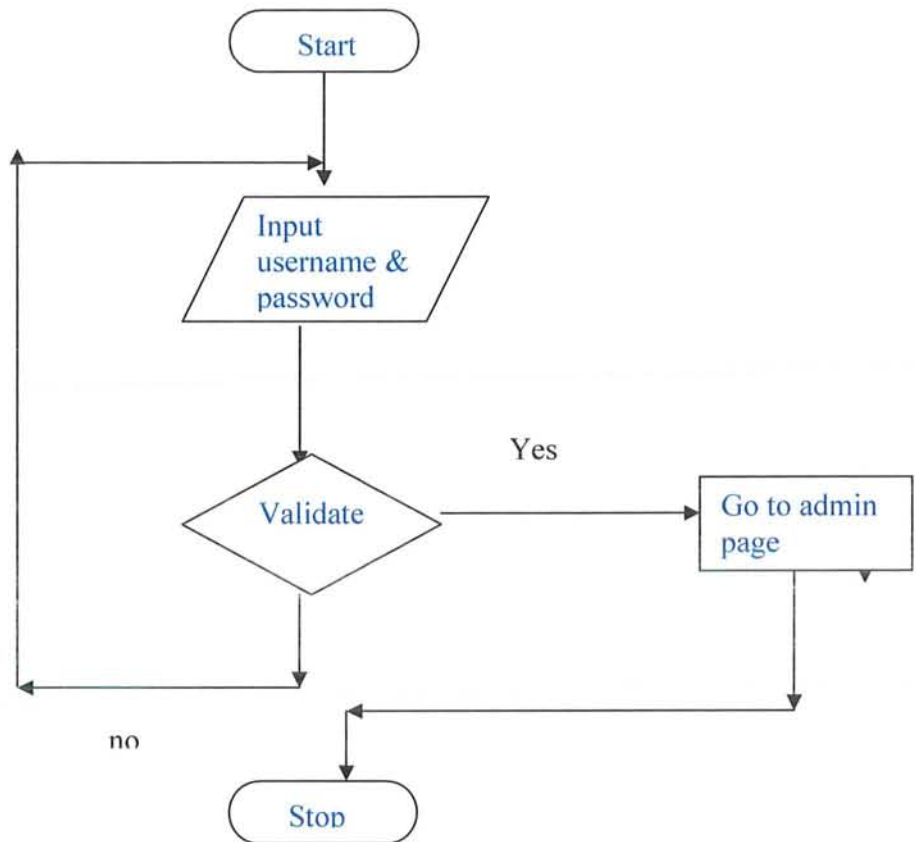 Start
Input
username &
password
Yes
Validate
Go to admin
page
no
Stop